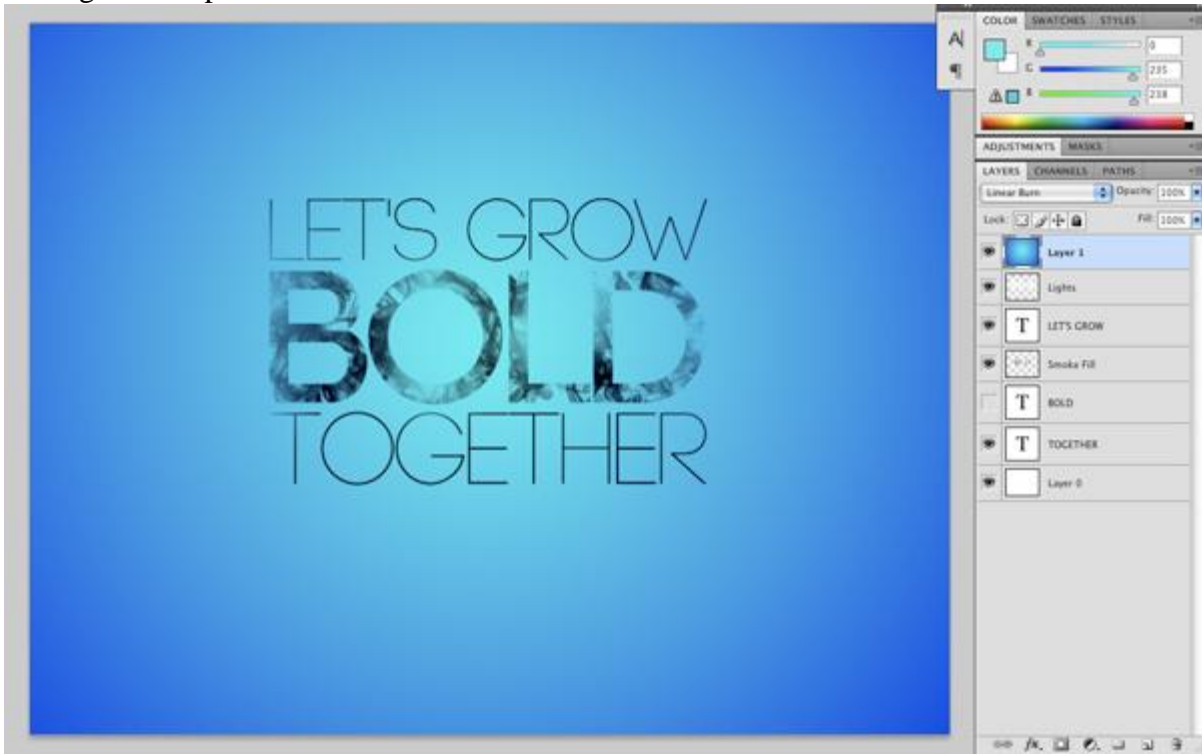 COLOR SWATCHES STYLES
R 0
G 235
B 238
ADJUSTMENTS MASKS
LAYERS CHANNELS PATHS
Linear Burn Opacity: 100%
Lock: Fill: 100%
Layer 1
Lights
T LET'S GROW
Smoke Fill
T BOLD
T TOGETHER
Layer 0
fx.
A
¶
LET'S GROW
BOLD
TOGETHER